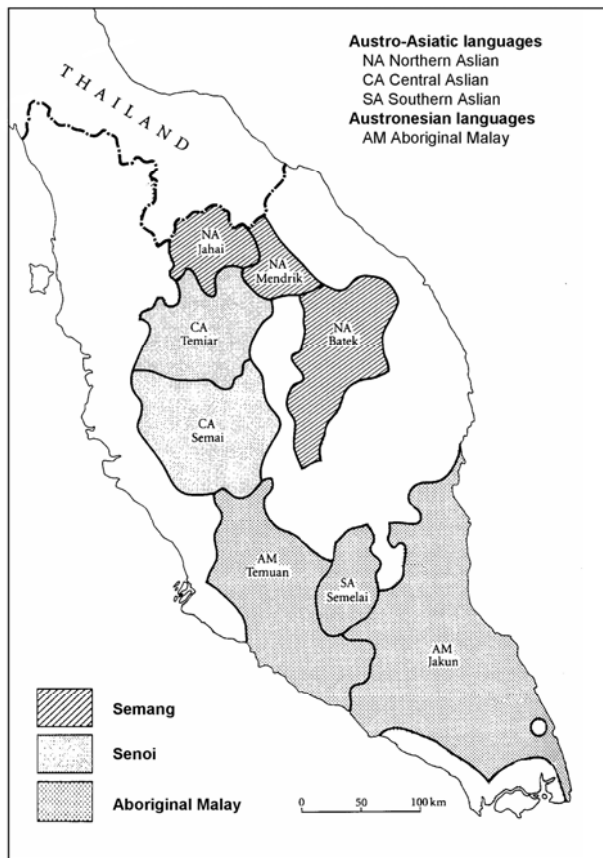 Austro-Asiatic languages
NA Northern Aslian
CA Central Aslian
SA Southern Aslian
Austronesian languages
AM Aboriginal Malay
THAILAND
NA
Jahai
NA
Mendrik
CA
Temiar
NA
Batek
CA
Semai
AM
Temuan
SA
Semelai
AM
Jakun
Semang
Senoi
Aboriginal Malay
0 50 100 km